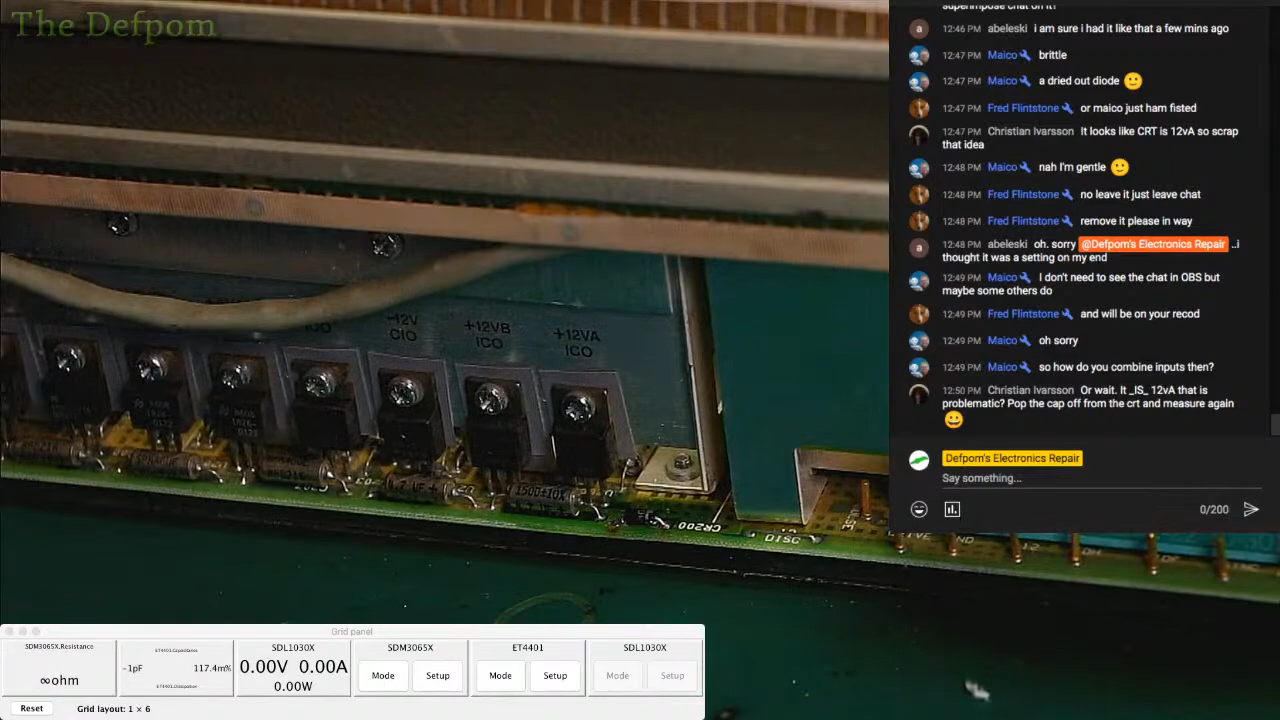 The Defpom
superimpose chat on it?
12:46 PM abeleski i am sure i had it like that a few mins ago
12:47 PM Maico brittle
12:47 PM Maico a dried out diode
12:47 PM Fred Flintstone or maico just ham fisted
12:47 PM Christian Ivarsson It looks like CRT is 12vA so scrap
that idea
12:48 PM Maico nah I'm gentle
12:48 PM Fred Flintstone no leave it just leave chat
12:48 PM Fred Flintstone remove it please in way
12:48 PM abeleski oh. sorry @Defpom's Electronics Repair ..i
thought it was a setting on my end
12:49 PM Maico I don't need to see the chat in OBS but
maybe some others do
12:49 PM Fred Flintstone and will be on your recod
12:49 PM Maico oh sorry
12:49 PM Maico so how do you combine inputs then?
12:50 PM Christian Ivarsson Or wait. It _IS_ 12vA that is
problematic? Pop the cap off from the crt and measure again
Defpom's Electronics Repair
Say something...
0/200
-12V
CIO
+12VB
ICO
+12VA
ICO
CR200
DS10
Grid panel
SDM3065X.Resistance
∞ohm
ET4401.Capacitance
-1pF 117.4m%
ET4401.Dissipation
SDL1030X
0.00V 0.00A
0.00W
SDM3065X
Mode Setup
ET4401
Mode Setup
SDL1030X
Mode Setup
Reset Grid layout: 1 × 6